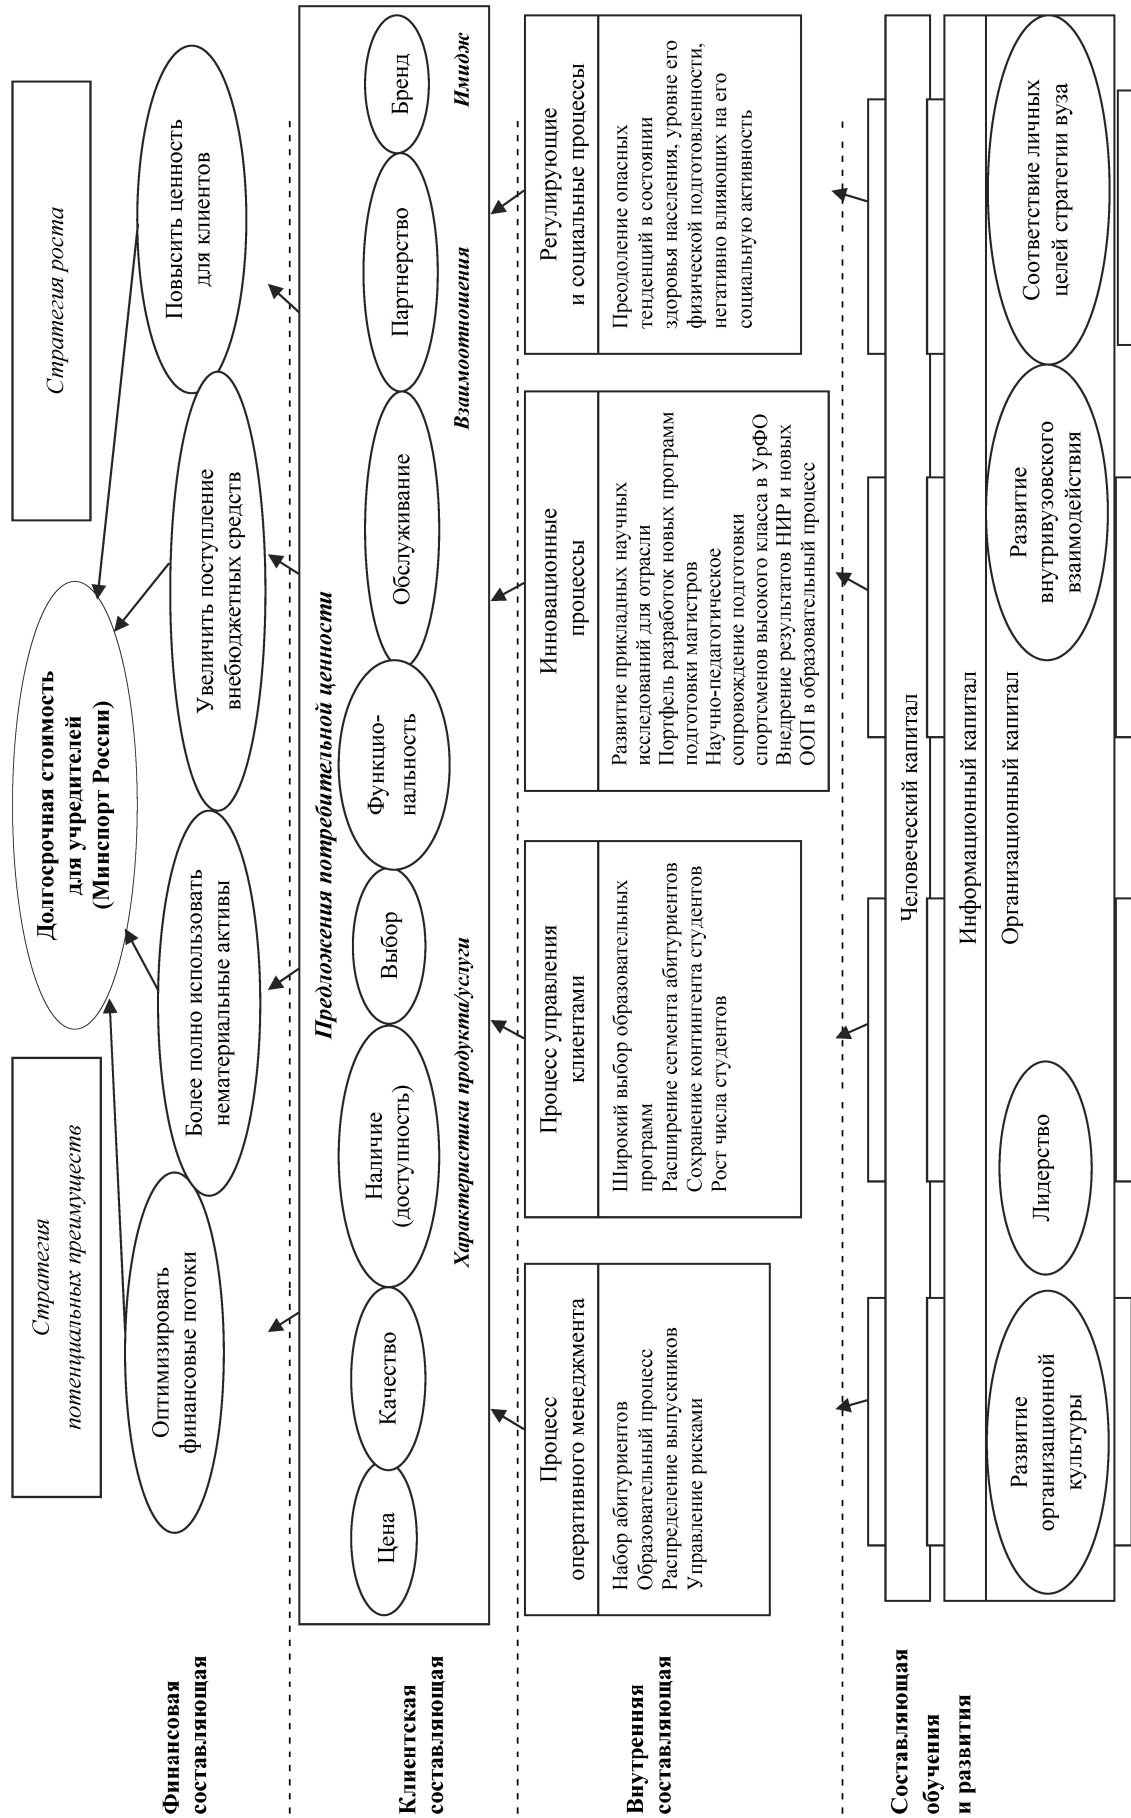 Стратегия
потенциальных преимуществ
Долгосрочная стоимость
для учредителей
(Минспорт России)
Стратегия роста
Финансовая
составляющая
Оптимизировать
финансовые потоки
Более полно использовать
нематериальные активы
Увеличить поступление
внебюджетных средств
Повысить ценность
для клиентов
Клиентская
составляющая
Предложения потребительной ценности
Цена
Качество
Наличие
(доступность)
Выбор
Функцио-
нальность
Обслуживание
Партнерство
Бренд
Характеристики продукта/услуги
Взаимоотношения
Имидж
Внутренняя
составляющая
Процесс
оперативного менеджмента
Набор абитуриентов
Образовательный процесс
Распределение выпускников
Управление рисками
Процесс управления
клиентами
Широкий выбор образовательных
программ
Расширение сегмента абитуриентов
Сохранение контингента студентов
Рост числа студентов
Инновационные
процессы
Развитие прикладных научных
исследований для отрасли
Портфель разработок новых программ
подготовки магистров
Научно-педагогическое
сопровождение подготовки
спортсменов высокого класса в УрФО
Внедрение результатов НИР и новых
ООП в образовательный процесс
Регулирующие
и социальные процессы
Преодоление опасных
тенденций в состоянии
здоровья населения, уровне его
физической подготовленности,
негативно влияющих на его
социальную активность
Составляющая
обучения
и развития
Человеческий капитал
Информационный капитал
Организационный капитал
Развитие
организационной
культуры
Лидерство
Развитие
внутривузовского
взаимодействия
Соответствие личных
целей стратегии вуза